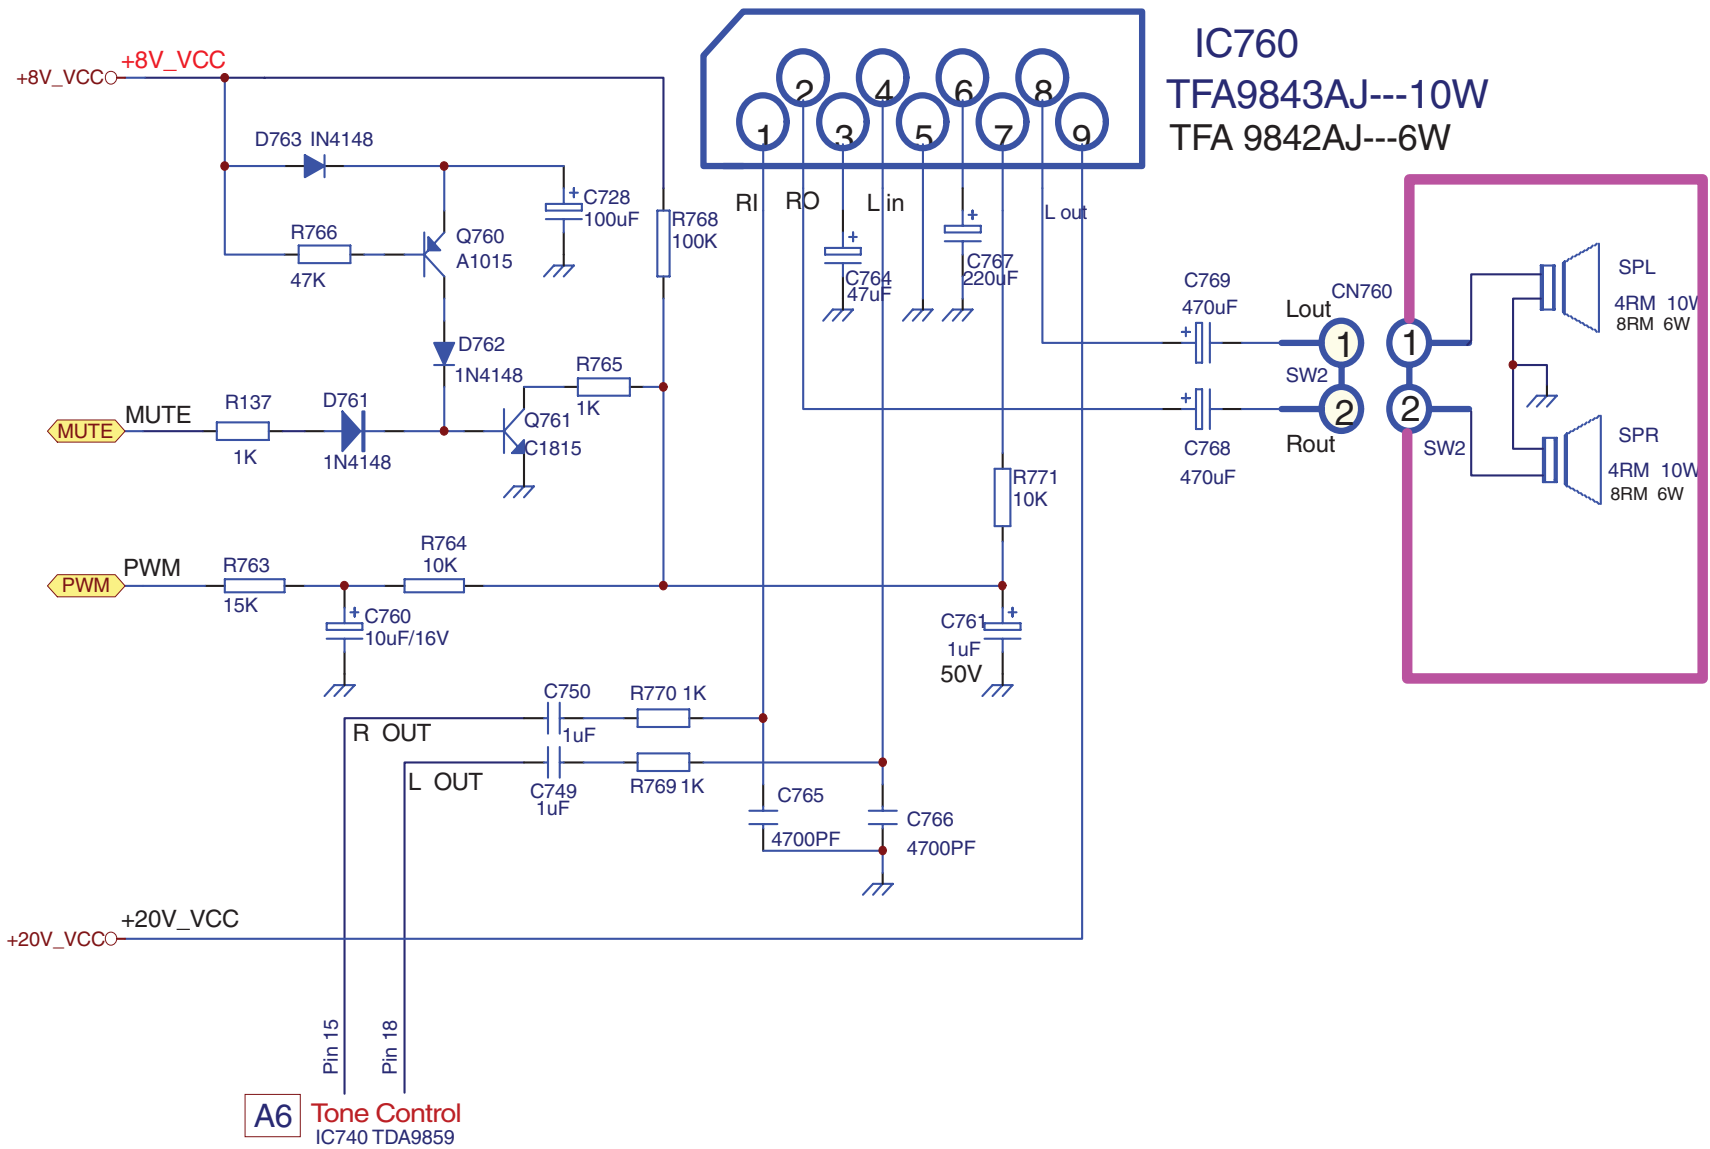 IC760
TFA9843AJ---10W
TFA 9842AJ---6W
+8V_VCC
+8V_VCC
1
2
3
4
5
6
7
8
9
D763 IN4148
C728
100uF
R768
100K
R766
47K
Q760
A1015
RI
RO
L in
L out
C764
47uF
C767
220uF
D762
1N4148
R765
1K
MUTE
MUTE
R137
1K
D761
1N4148
Q761
C1815
C769
470uF
C768
470uF
Lout
CN760
1
SW2
2
Rout
1
2
SW2
SPL
4RM 10W
8RM 6W
SPR
4RM 10W
8RM 6W
R771
10K
PWM
PWM
R763
15K
R764
10K
C760
10uF/16V
C761
1uF
50V
R OUT
C750
1uF
R770 1K
L OUT
C749
1uF
R769 1K
C765
4700PF
C766
4700PF
+20V_VCC
+20V_VCC
Pin 15
Pin 18
A6
Tone Control
IC740 TDA9859